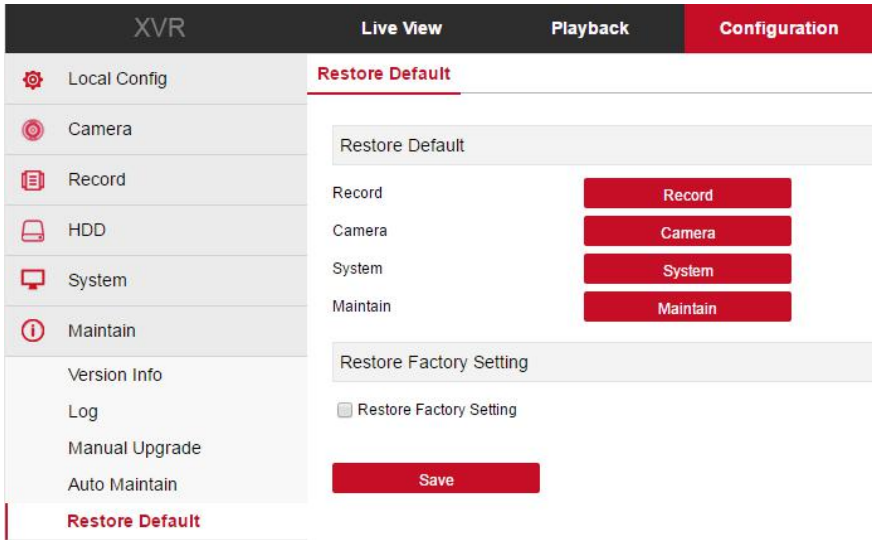 XVR
Live View
Playback
Configuration
Local Config
Camera
Record
HDD
System
Maintain
Version Info
Log
Manual Upgrade
Auto Maintain
Restore Default
Restore Default
Restore Default
Record Record
Camera Camera
System System
Maintain Maintain
Restore Factory Setting
Restore Factory Setting
Save